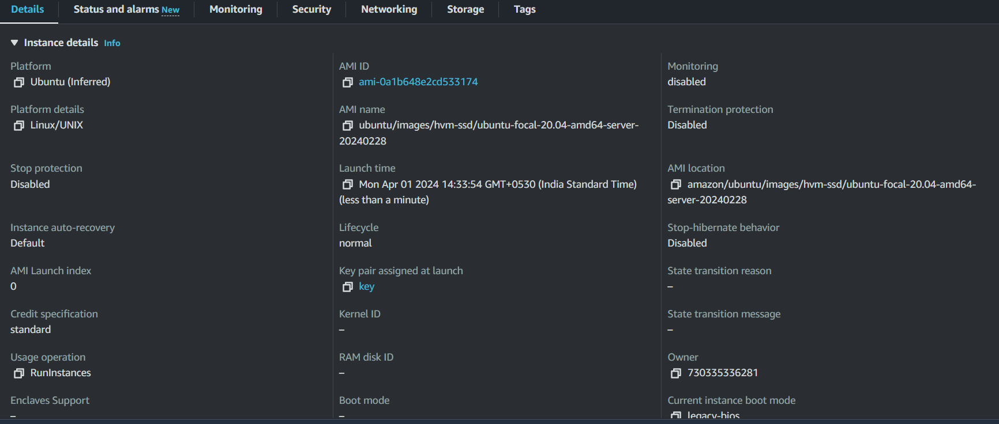 Details
Status and alarms New
Monitoring
Security
Networking
Storage
Tags
Instance details Info
Platform
Ubuntu (Inferred)
AMI ID
ami-0a1b648e2cd533174
Monitoring
disabled
Platform details
Linux/UNIX
AMI name
ubuntu/images/hvm-ssd/ubuntu-focal-20.04-amd64-server-
20240228
Termination protection
Disabled
Stop protection
Disabled
Launch time
Mon Apr 01 2024 14:33:54 GMT+0530 (India Standard Time)
(less than a minute)
AMI location
amazon/ubuntu/images/hvm-ssd/ubuntu-focal-20.04-amd64-
server-20240228
Instance auto-recovery
Default
Lifecycle
normal
Stop-hibernate behavior
Disabled
AMI Launch index
0
Key pair assigned at launch
key
State transition reason
–
Credit specification
standard
Kernel ID
–
State transition message
–
Usage operation
RunInstances
RAM disk ID
–
Owner
730335336281
Enclaves Support
–
Boot mode
–
Current instance boot mode
legacy-bios